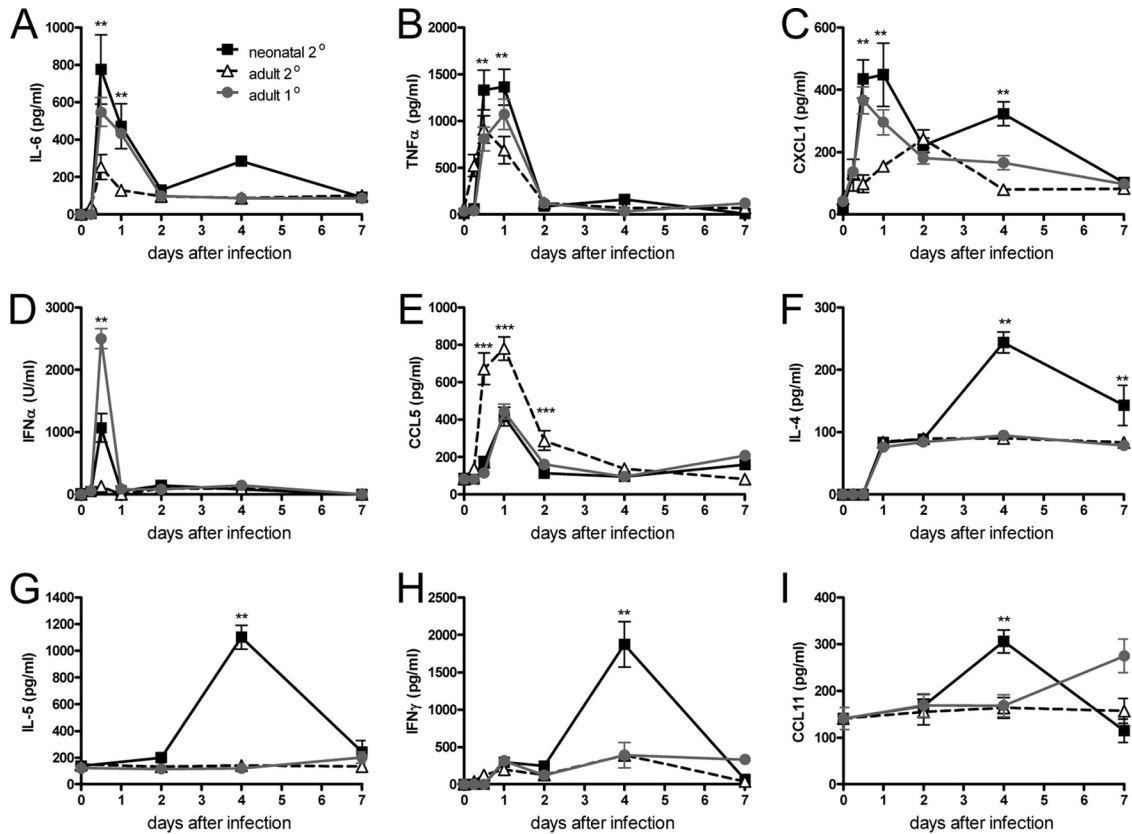 A
IL-6 (pg/ml)
1000
800
600
400
200
0
**
**
neonatal 2°
adult 2°
adult 1°
0 1 2 3 4 5 6 7
days after infection
B
TNFα (pg/ml)
2000
1500
1000
500
0
** **
0 1 2 3 4 5 6 7
days after infection
C
CXCL1 (pg/ml)
600
400
200
0
** **
**
0 1 2 3 4 5 6 7
days after infection
D
IFNα (U/ml)
3000
2000
1000
0
**
0 1 2 3 4 5 6 7
days after infection
E
CCL5 (pg/ml)
1000
800
600
400
200
0
***
***
***
0 1 2 3 4 5 6 7
days after infection
F
IL-4 (pg/ml)
300
200
100
0
**
**
0 1 2 3 4 5 6 7
days after infection
G
IL-5 (pg/ml)
1400
1200
1000
800
600
400
200
0
**
0 1 2 3 4 5 6 7
days after infection
H
IFNγ (pg/ml)
2500
2000
1500
1000
500
0
**
0 1 2 3 4 5 6 7
days after infection
I
CCL11 (pg/ml)
400
300
200
100
0
**
0 1 2 3 4 5 6 7
days after infection